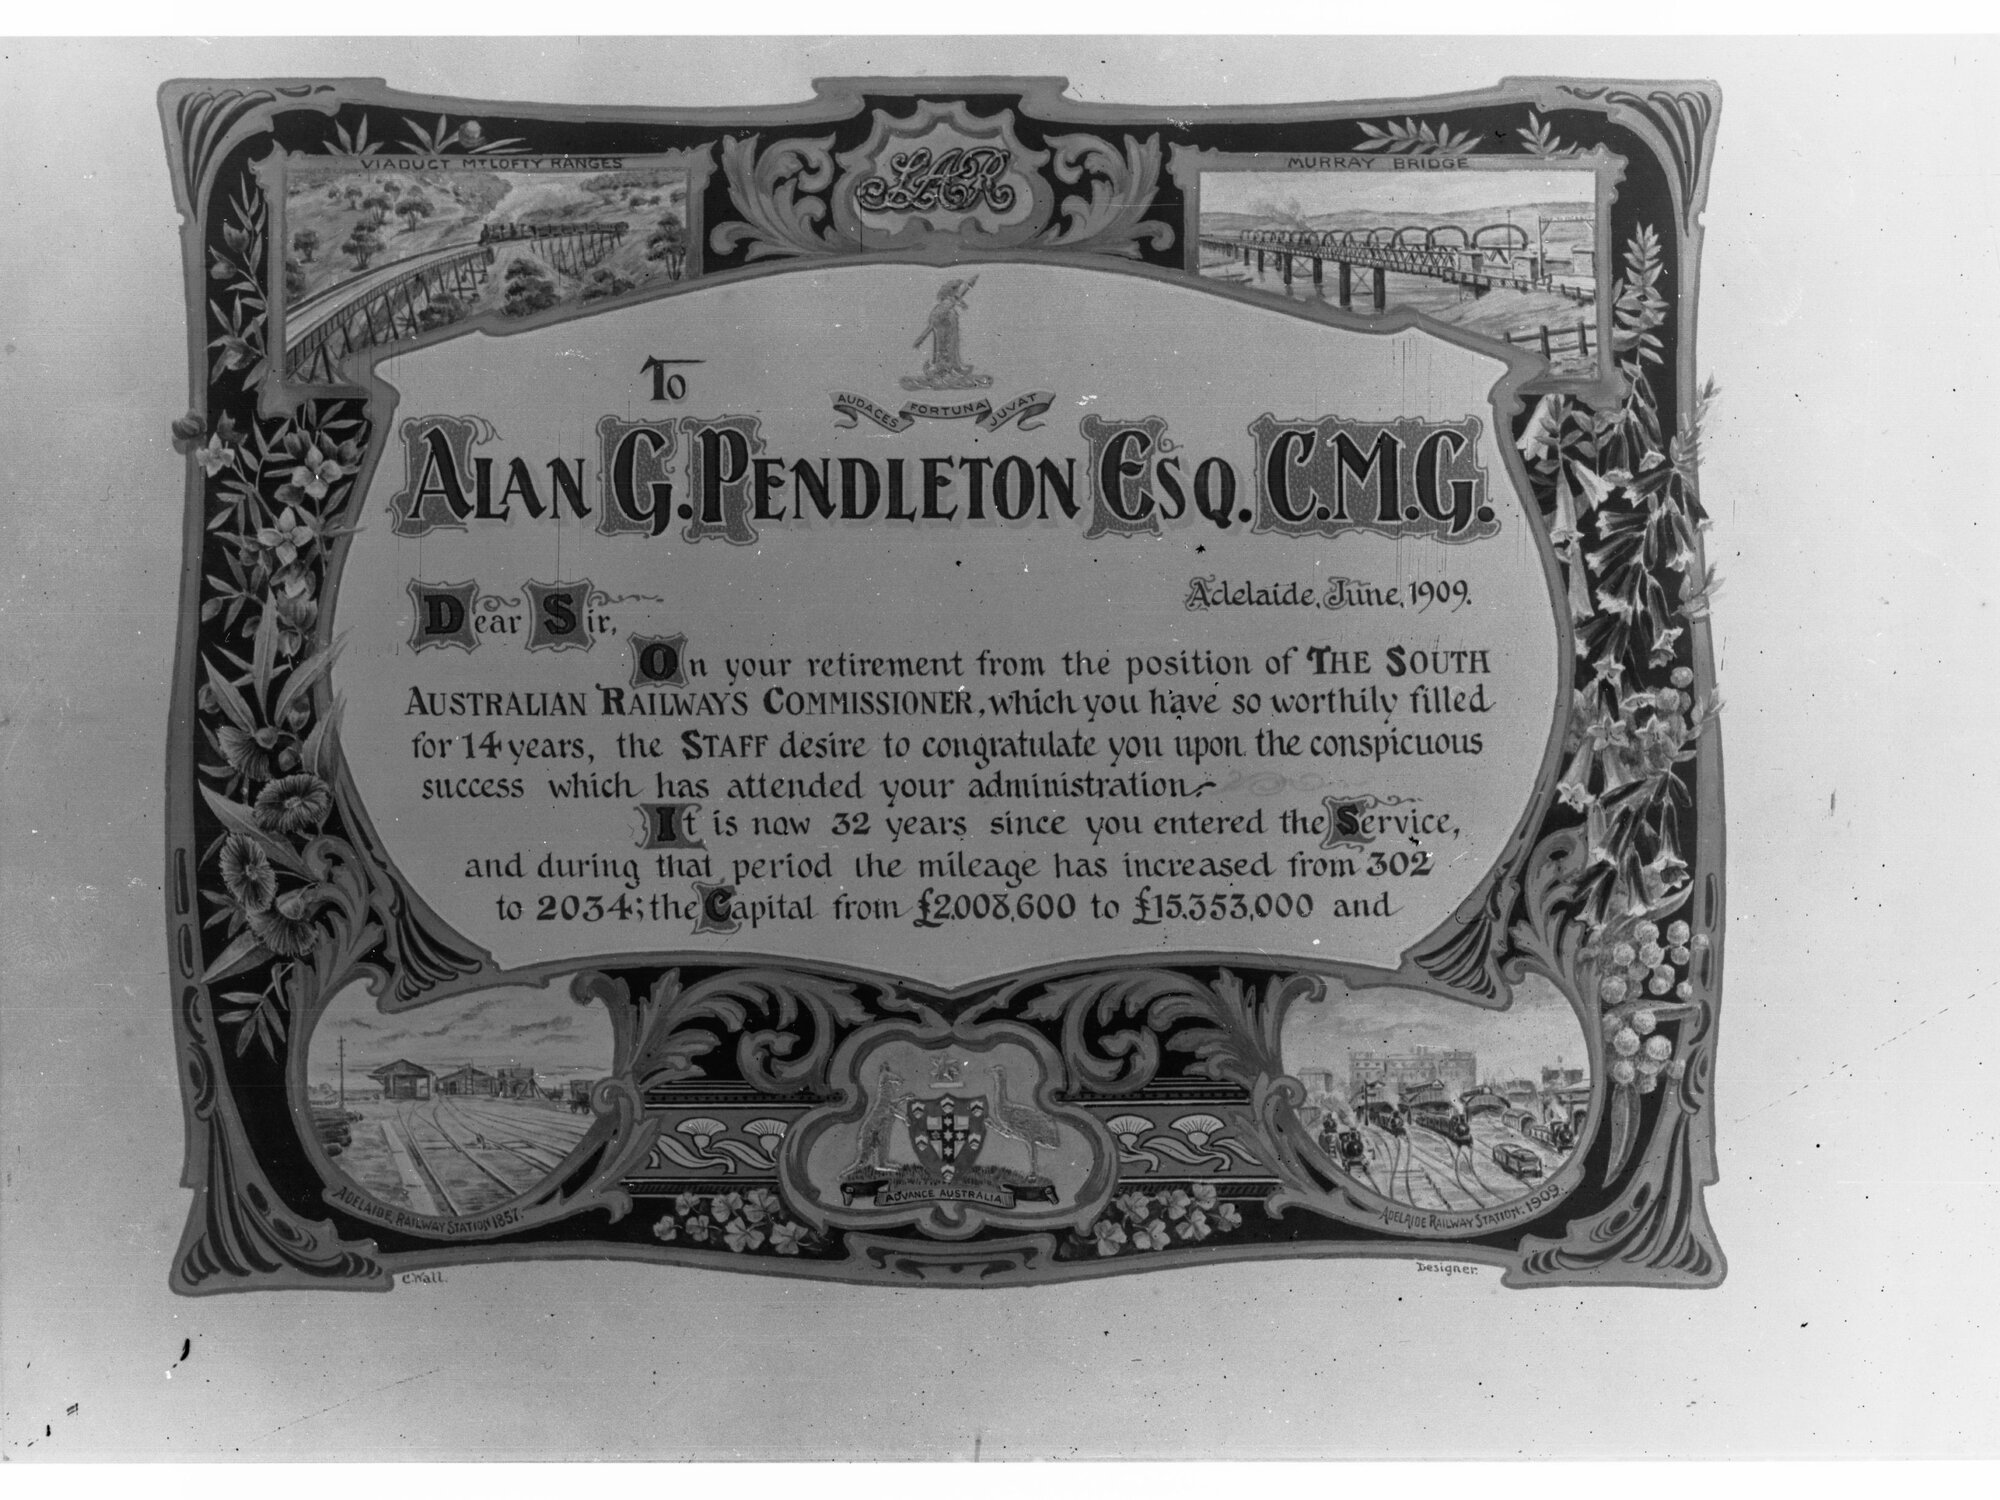 VIADUCT MT LOFTY RANGES
S.A.R.
MURRAY BRIDGE
AUDACES FORTUNA JUVAT
To
ALAN G. PENDLETON ESQ. C.M.G.
Adelaide, June, 1909.
Dear Sir,
On your retirement from the position of THE SOUTH
AUSTRALIAN RAILWAYS COMMISSIONER, which you have so worthily filled
for 14 years, the STAFF desire to congratulate you upon the conspicuous
success which has attended your administration.
It is now 32 years since you entered the Service,
and during that period the mileage has increased from 302
to 2034; the Capital from £2,008,600 to £15,353,000 and
ADELAIDE RAILWAY STATION 1857.
ADVANCE AUSTRALIA
ADELAIDE RAILWAY STATION. 1909.
C. Wall.
Designer.